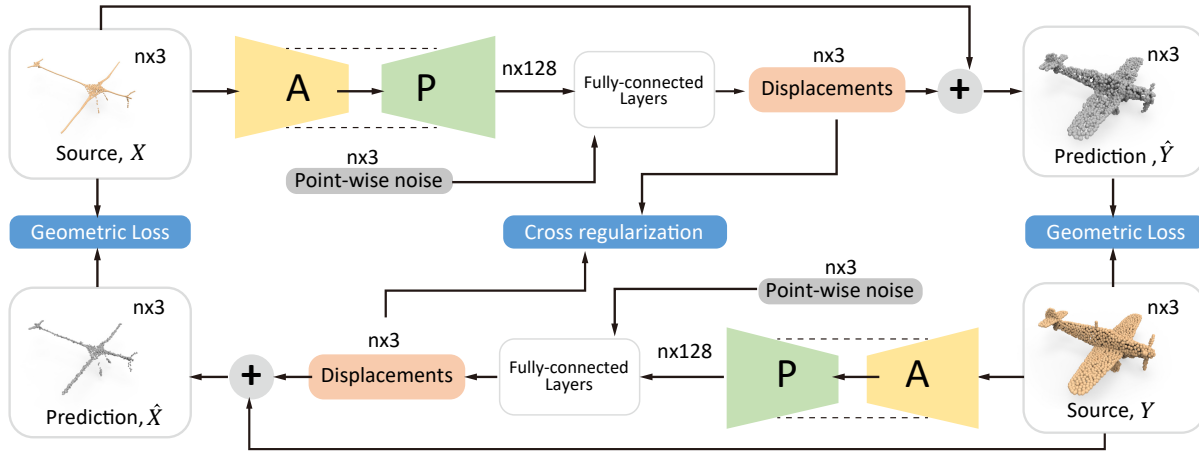 nx3
Source, X
A
P
nx128
Fully-connected
Layers
nx3
Displacements
+
nx3
Prediction , Ŷ
nx3
Point-wise noise
Geometric Loss
Cross regularization
Geometric Loss
nx3
Prediction, X̂
+
nx3
Displacements
Fully-connected
Layers
nx3
Point-wise noise
nx128
P
A
nx3
Source, Y